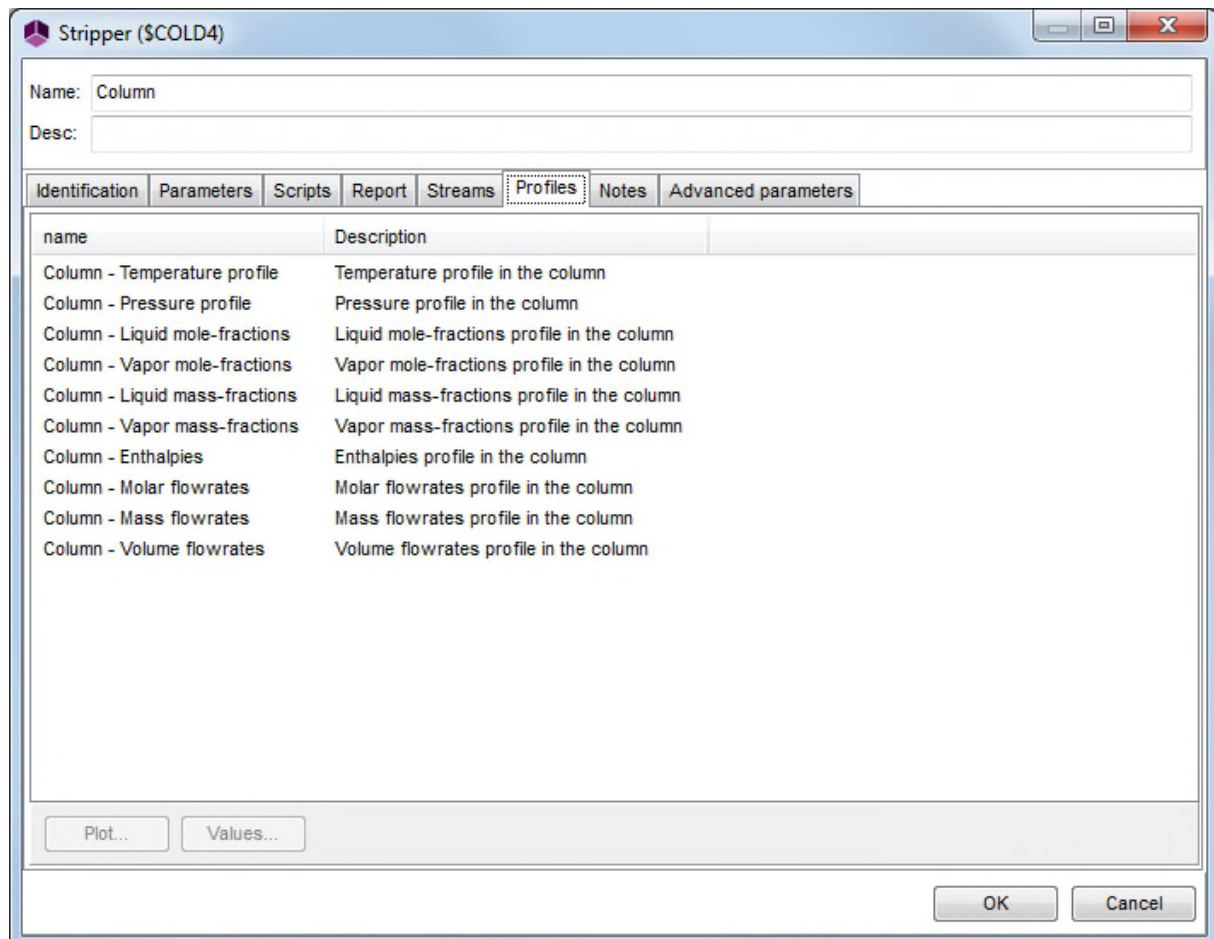 Stripper ($COLD4)
Name: Column
Desc:
Identification Parameters Scripts Report Streams Profiles Notes Advanced parameters
name Description
Column - Temperature profile Temperature profile in the column
Column - Pressure profile Pressure profile in the column
Column - Liquid mole-fractions Liquid mole-fractions profile in the column
Column - Vapor mole-fractions Vapor mole-fractions profile in the column
Column - Liquid mass-fractions Liquid mass-fractions profile in the column
Column - Vapor mass-fractions Vapor mass-fractions profile in the column
Column - Enthalpies Enthalpies profile in the column
Column - Molar flowrates Molar flowrates profile in the column
Column - Mass flowrates Mass flowrates profile in the column
Column - Volume flowrates Volume flowrates profile in the column
Plot... Values...
OK Cancel